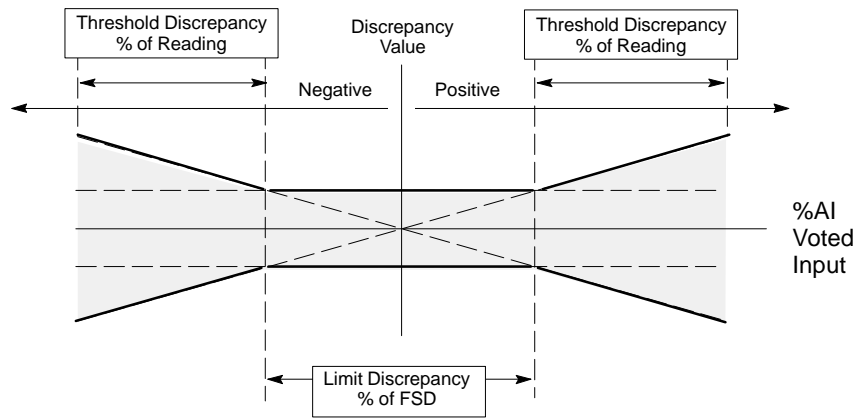 Threshold Discrepancy
% of Reading
Discrepancy
Value
Threshold Discrepancy
% of Reading
Negative
Positive
%AI
Voted
Input
Limit Discrepancy
% of FSD